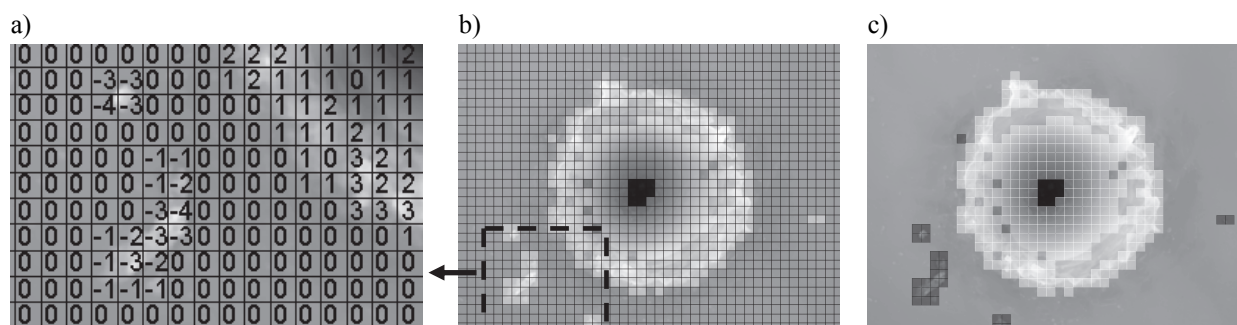 a)
0 0 0 0 0 0 0 0 2 2 2 1 1 1 1 2
0 0 0 -3 -3 0 0 0 1 2 1 1 1 0 1 1
0 0 0 -4 -3 0 0 0 0 0 1 1 2 1 1 1
0 0 0 0 0 0 0 0 0 0 1 1 1 2 1 1
0 0 0 0 0 -1 -1 0 0 0 0 1 0 3 2 1
0 0 0 0 0 -1 -2 0 0 0 0 1 1 3 2 2
0 0 0 0 0 -3 -4 0 0 0 0 0 0 3 3 3
0 0 0 -1 -2 -3 -3 0 0 0 0 0 0 0 0 1
0 0 0 -1 -3 -2 0 0 0 0 0 0 0 0 0 0
0 0 0 -1 -1 -1 0 0 0 0 0 0 0 0 0 0
0 0 0 0 0 0 0 0 0 0 0 0 0 0 0 0
b)
c)